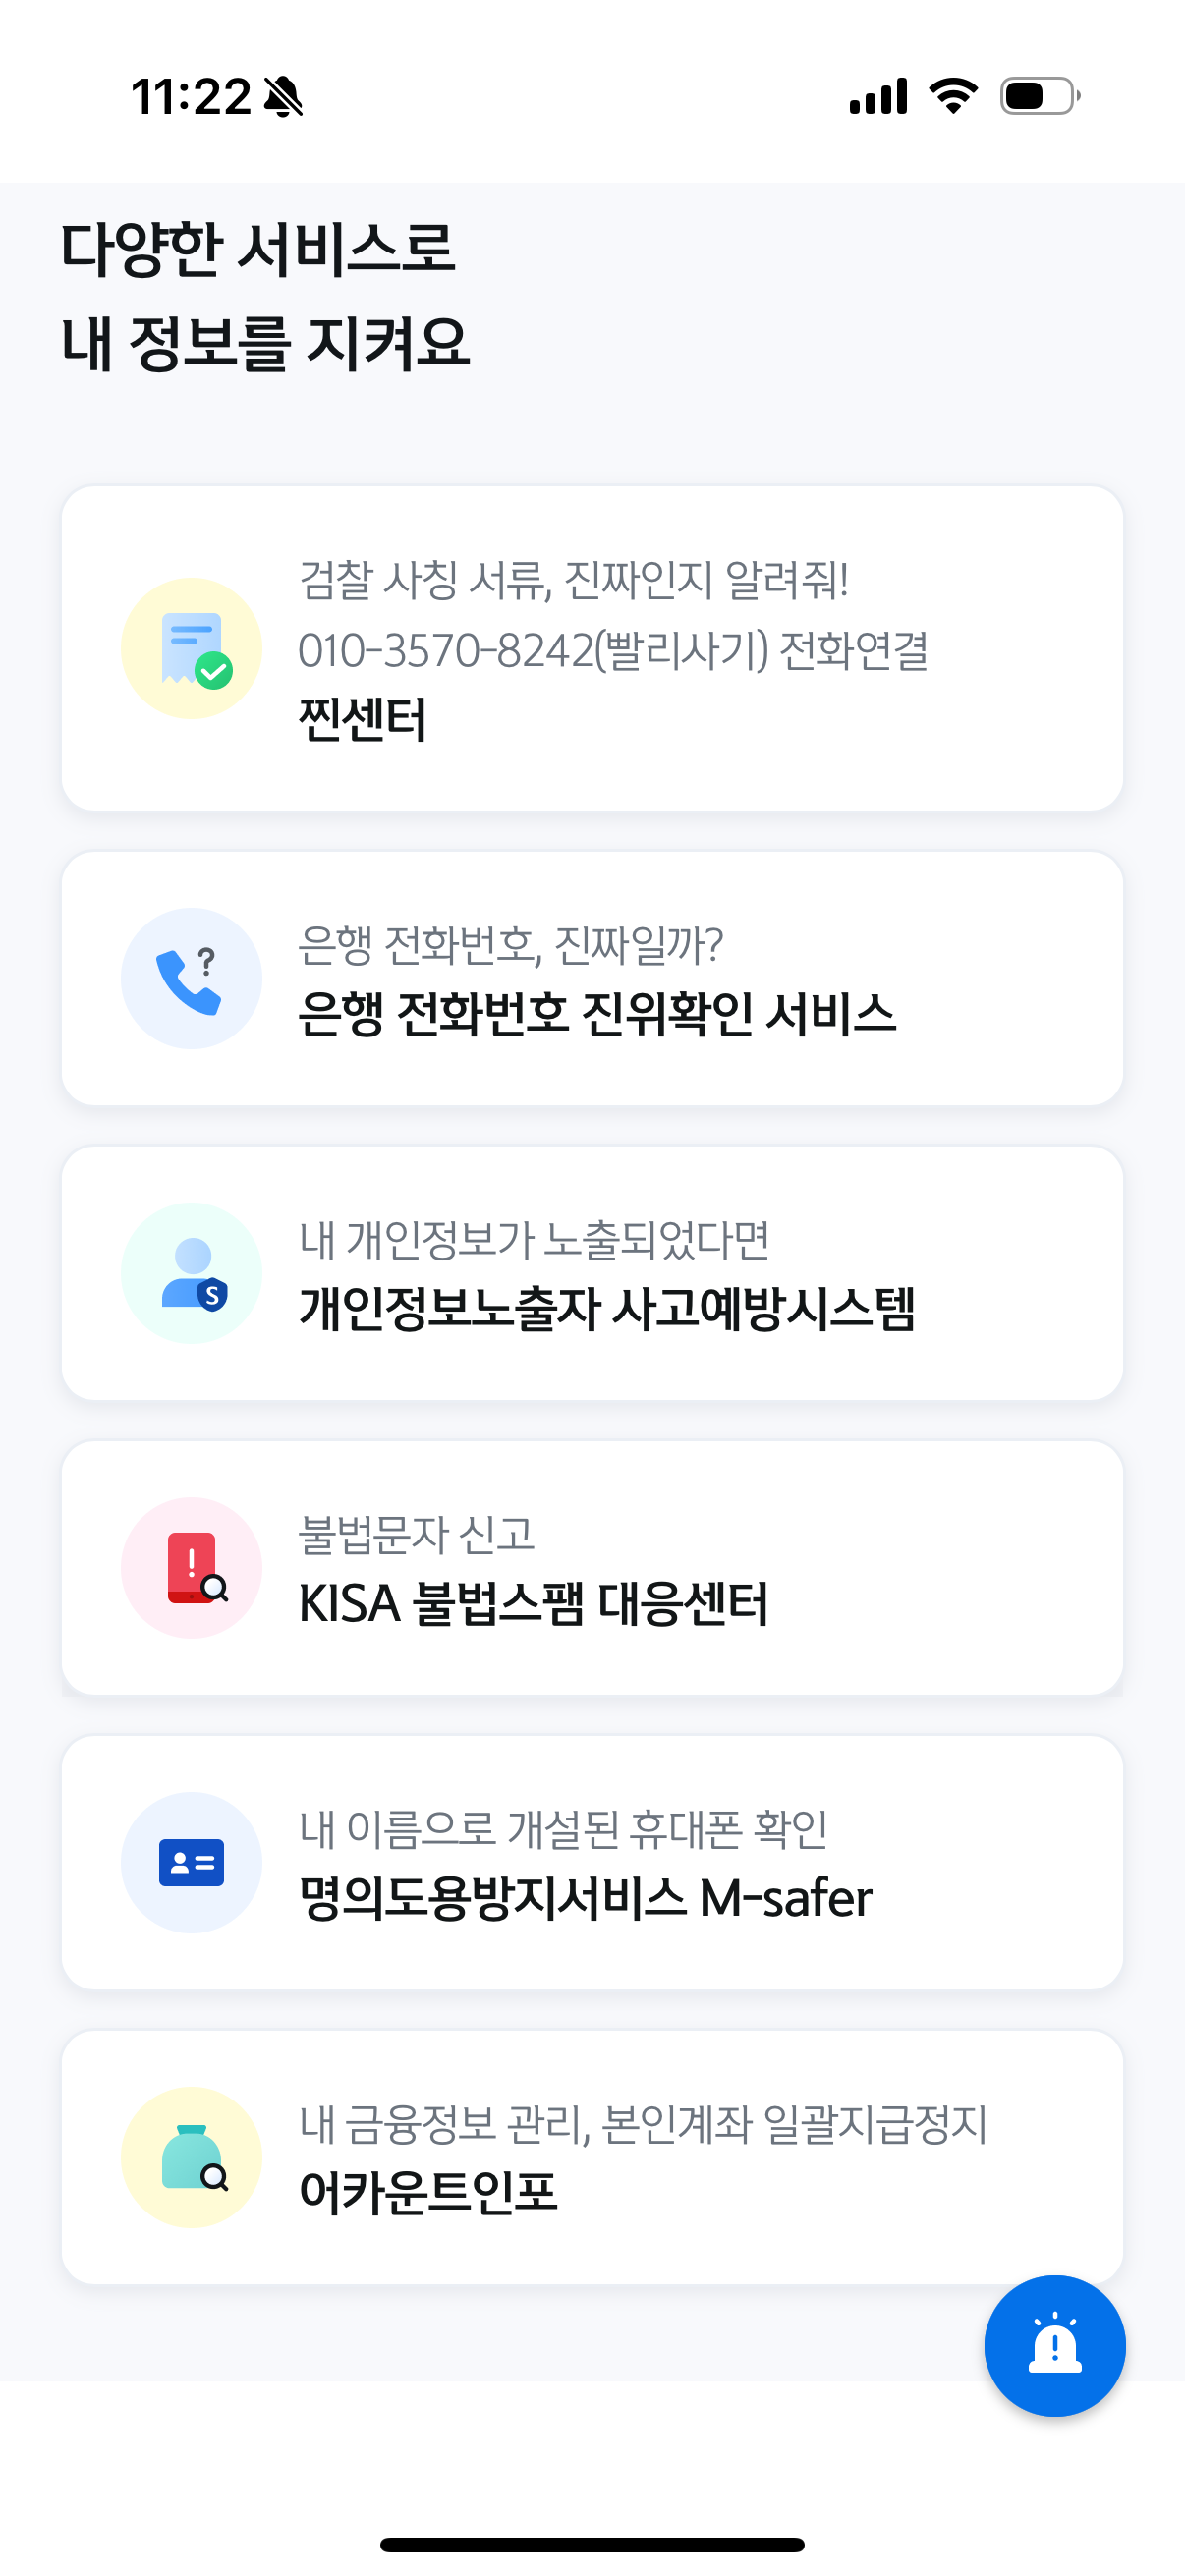 11:22
다양한 서비스로
내 정보를 지켜요
검찰 사칭 서류, 진짜인지 알려줘!
010-3570-8242(빨리사기) 전화연결
찐센터
?
은행 전화번호, 진짜일까?
은행 전화번호 진위확인 서비스
내 개인정보가 노출되었다면
S
개인정보노출자 사고예방시스템
불법문자 신고
!
KISA 불법스팸 대응센터
내 이름으로 개설된 휴대폰 확인
명의도용방지서비스 M-safer
내 금융정보 관리, 본인계좌 일괄지급정지
어카운트인포
!